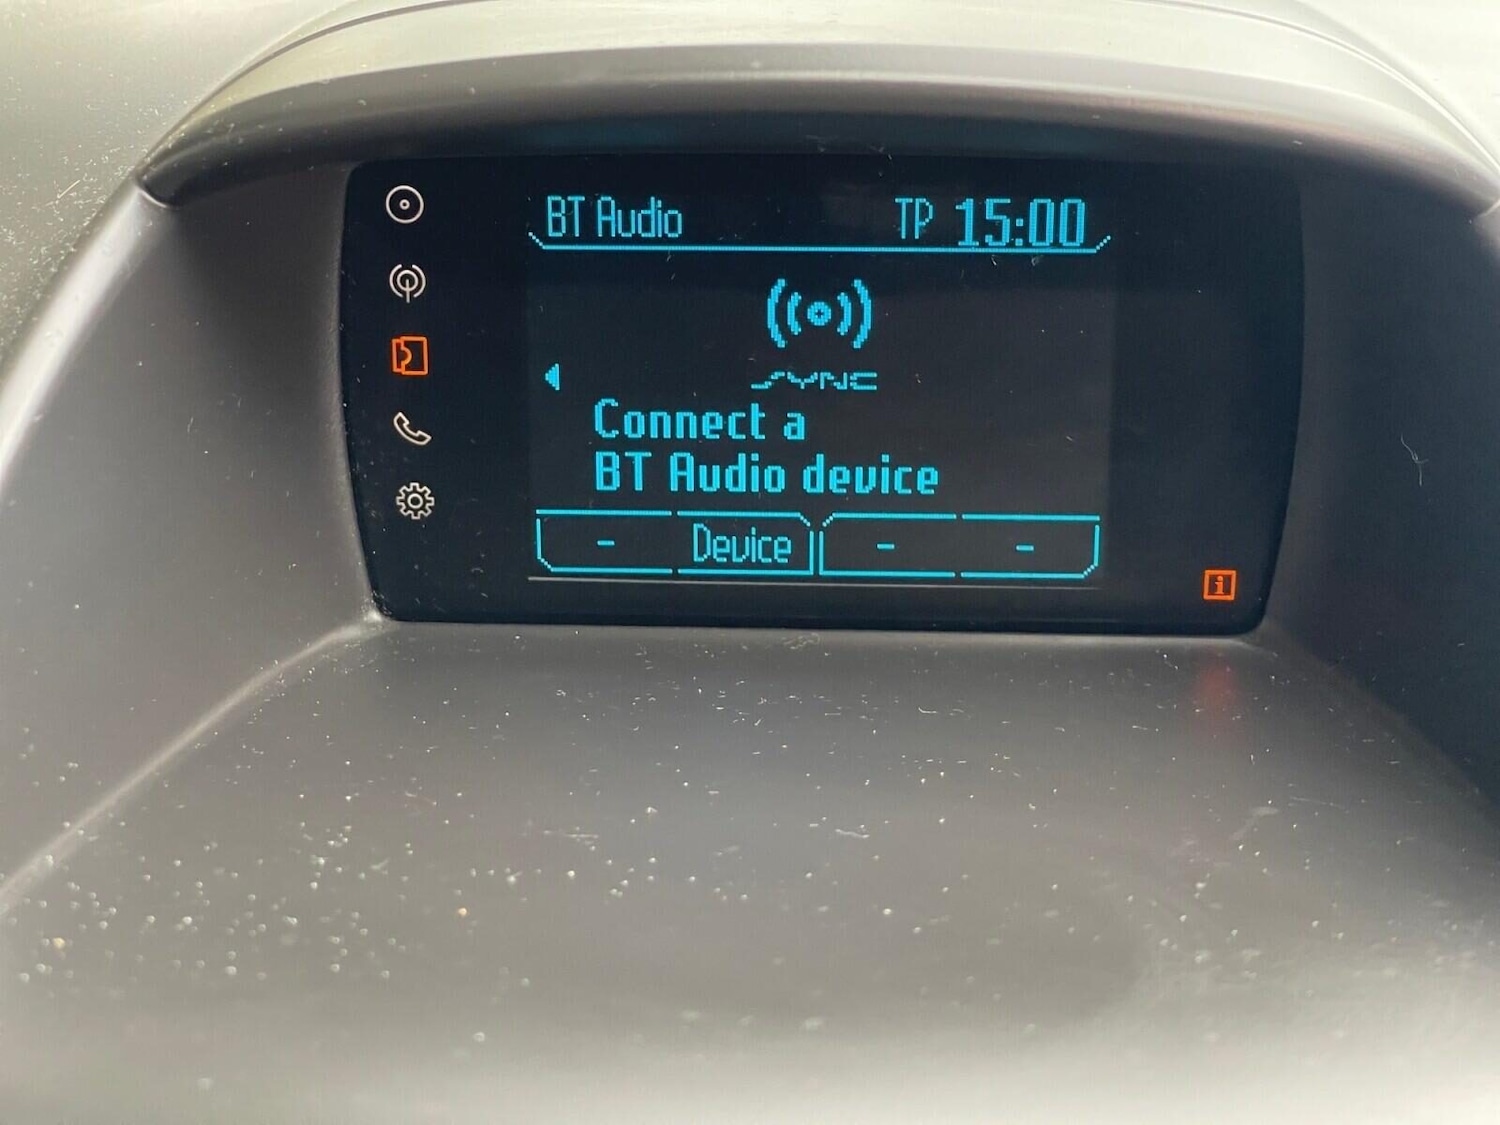 BT Audio TP 15:00
SYNC
Connect a
BT Audio device
- Device - -
i